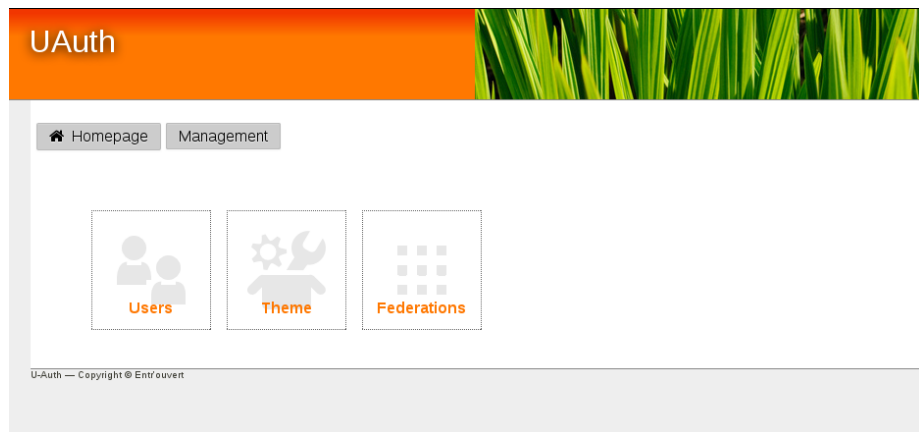 UAuth
Homepage Management
Users Theme Federations
U-Auth — Copyright © Entr'ouvert